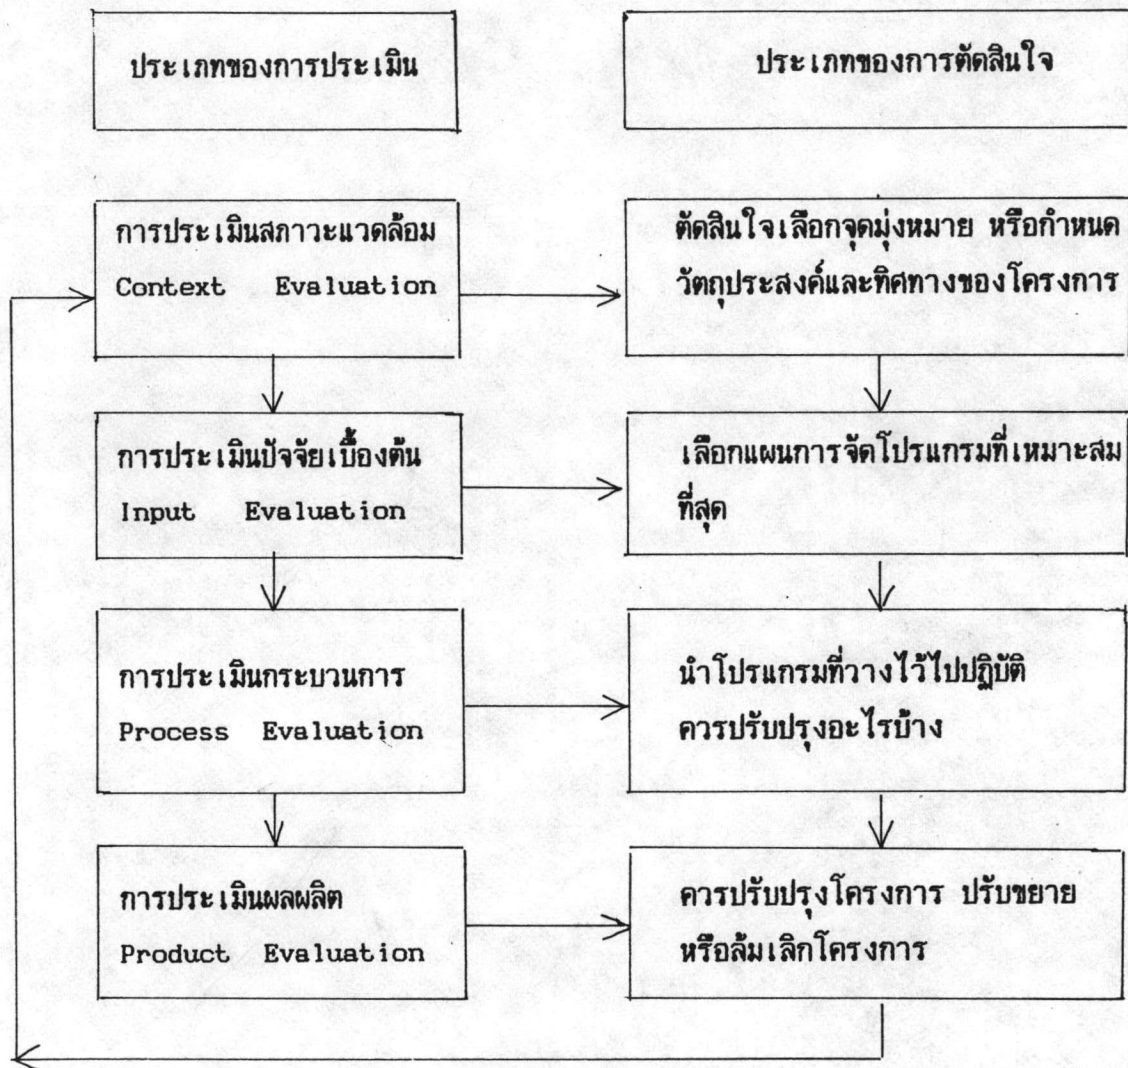 ประเภทของการประเมิน
ประเภทของการตัดสินใจ
การประเมินสภาวะแวดล้อม
Context Evaluation
ตัดสินใจเลือกจุดมุ่งหมาย หรือกำหนด
วัตถุประสงค์และทิศทางของโครงการ
การประเมินปัจจัยเบื้องต้น
Input Evaluation
เลือกแผนการจัดโปรแกรมที่เหมาะสม
ที่สุด
การประเมินกระบวนการ
Process Evaluation
นำโปรแกรมที่วางไว้ไปปฏิบัติ
ควรปรับปรุงอะไรบ้าง
การประเมินผลผลิต
Product Evaluation
ควรปรับปรุงโครงการ ปรับขยาย
หรือล้มเลิกโครงการ